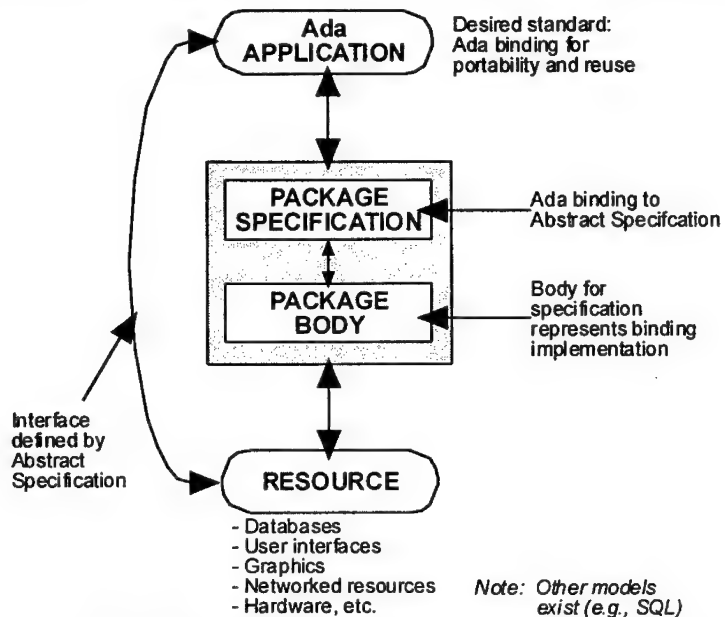 Ada
APPLICATION
Desired standard:
Ada binding for
portability and reuse
PACKAGE
SPECIFICATION
Ada binding to
Abstract Specifcation
PACKAGE
BODY
Body for
specification
represents binding
implementation
Interface
defined by
Abstract
Specification
RESOURCE
- Databases
- User interfaces
- Graphics
- Networked resources
- Hardware, etc.
Note: Other models
exist (e.g., SQL)